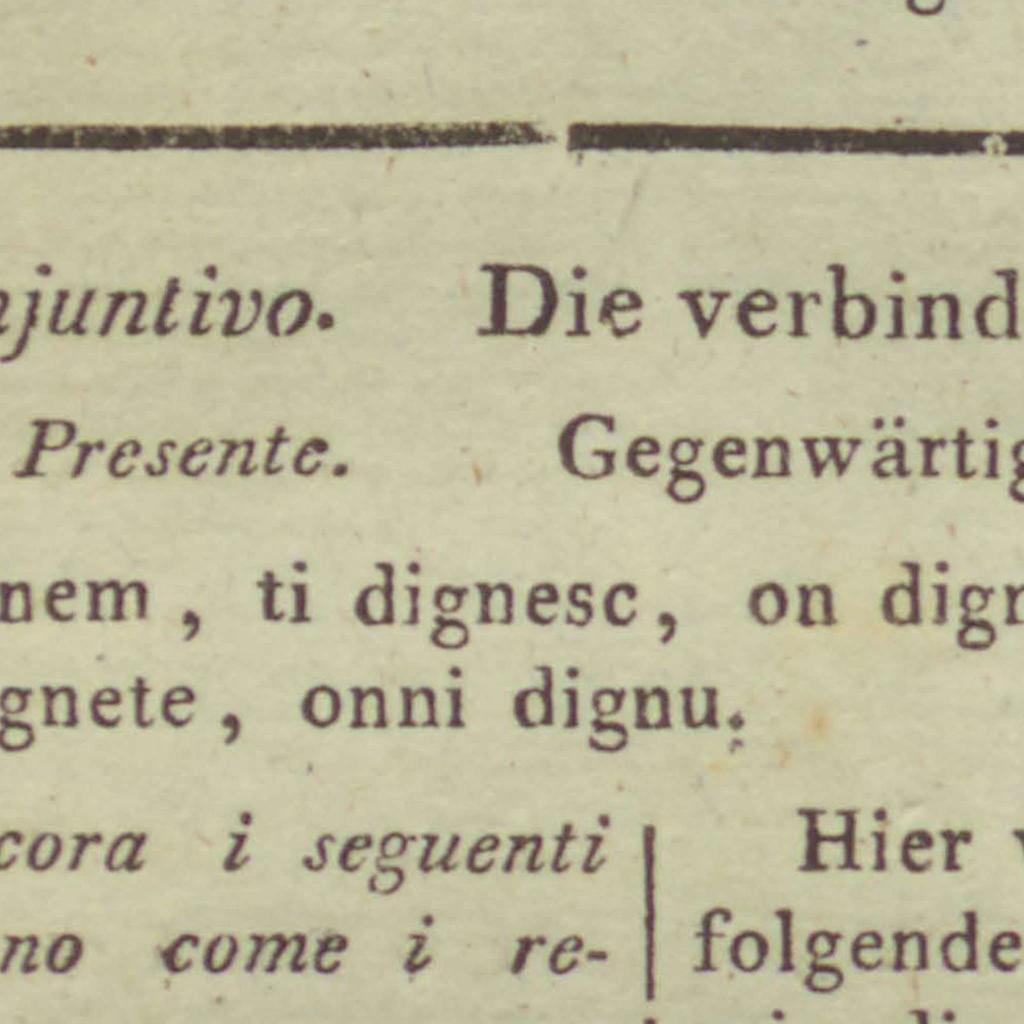 njuntivo. Die verbind
Presente. Gegenwärtig
nem , ti dignesc, on dign
gnete , onni dignu.
cora i seguenti
no come i re-
Hier
folgende